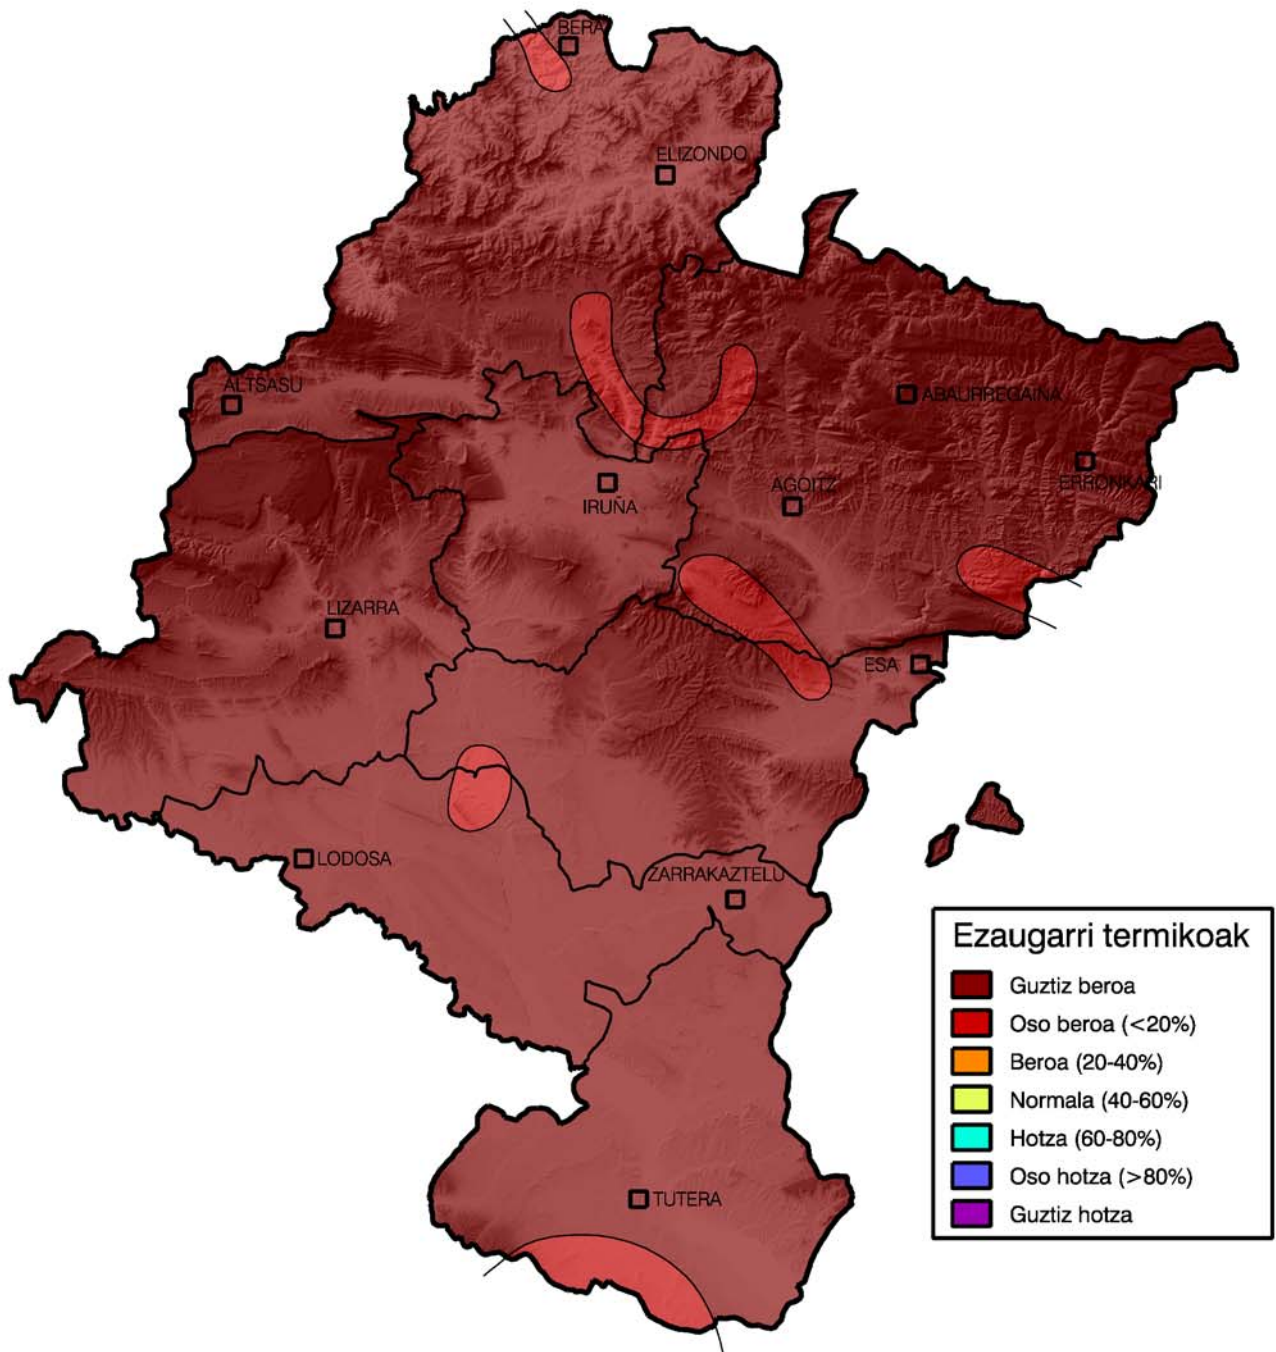 BERA
ELIZONDO
ALTSASU
ABAURREGAINA
ERRONKARI
AGOITZ
IRUÑA
LIZARRA
ESA
LODOSA
ZARRAKAZTELU
TUTERA
Ezaugarri termikoak
Guztiz beroa
Oso beroa (<20%)
Beroa (20-40%)
Normala (40-60%)
Hotza (60-80%)
Oso hotza (>80%)
Guztiz hotza